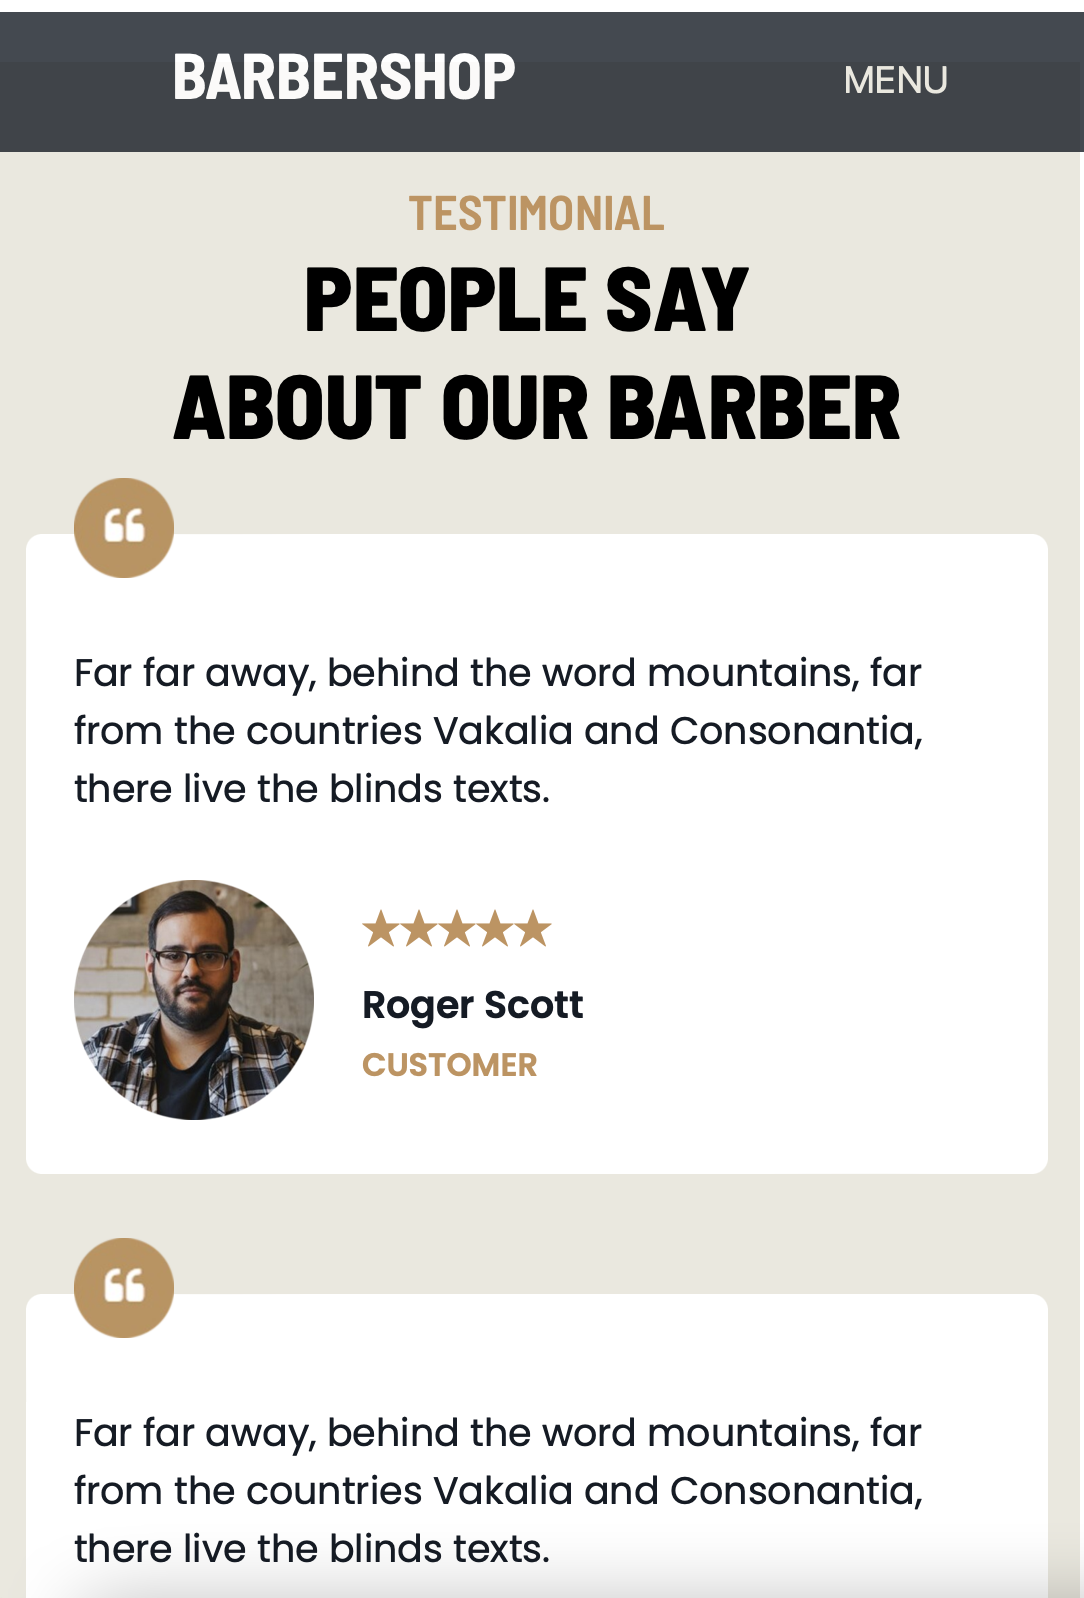 BARBERSHOP MENU
TESTIMONIAL
PEOPLE SAY
ABOUT OUR BARBER
“
Far far away, behind the word mountains, far
from the countries Vakalia and Consonantia,
there live the blinds texts.
★★★★★
Roger Scott
CUSTOMER
“
Far far away, behind the word mountains, far
from the countries Vakalia and Consonantia,
there live the blinds texts.